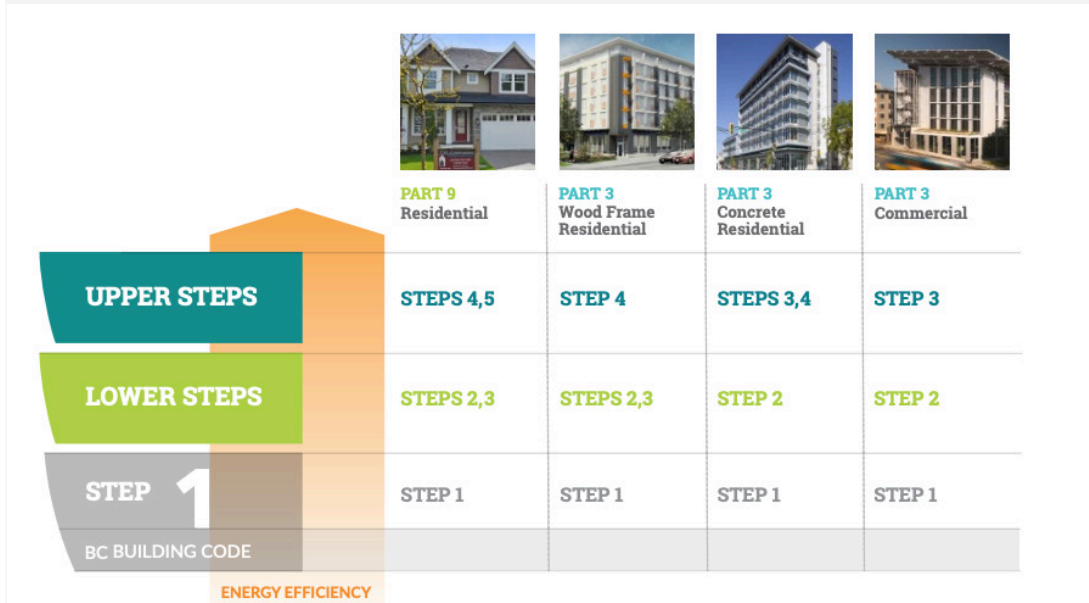 PART 9
Residential
PART 3
Wood Frame
Residential
PART 3
Concrete
Residential
PART 3
Commercial
UPPER STEPS
STEPS 4,5
STEP 4
STEPS 3,4
STEP 3
LOWER STEPS
STEPS 2,3
STEPS 2,3
STEP 2
STEP 2
STEP 1
STEP 1
STEP 1
STEP 1
STEP 1
BC BUILDING CODE
ENERGY EFFICIENCY